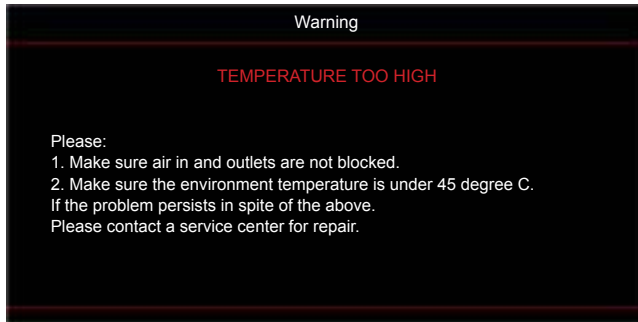 Warning
TEMPERATURE TOO HIGH
Please:
1. Make sure air in and outlets are not blocked.
2. Make sure the environment temperature is under 45 degree C.
If the problem persists in spite of the above.
Please contact a service center for repair.